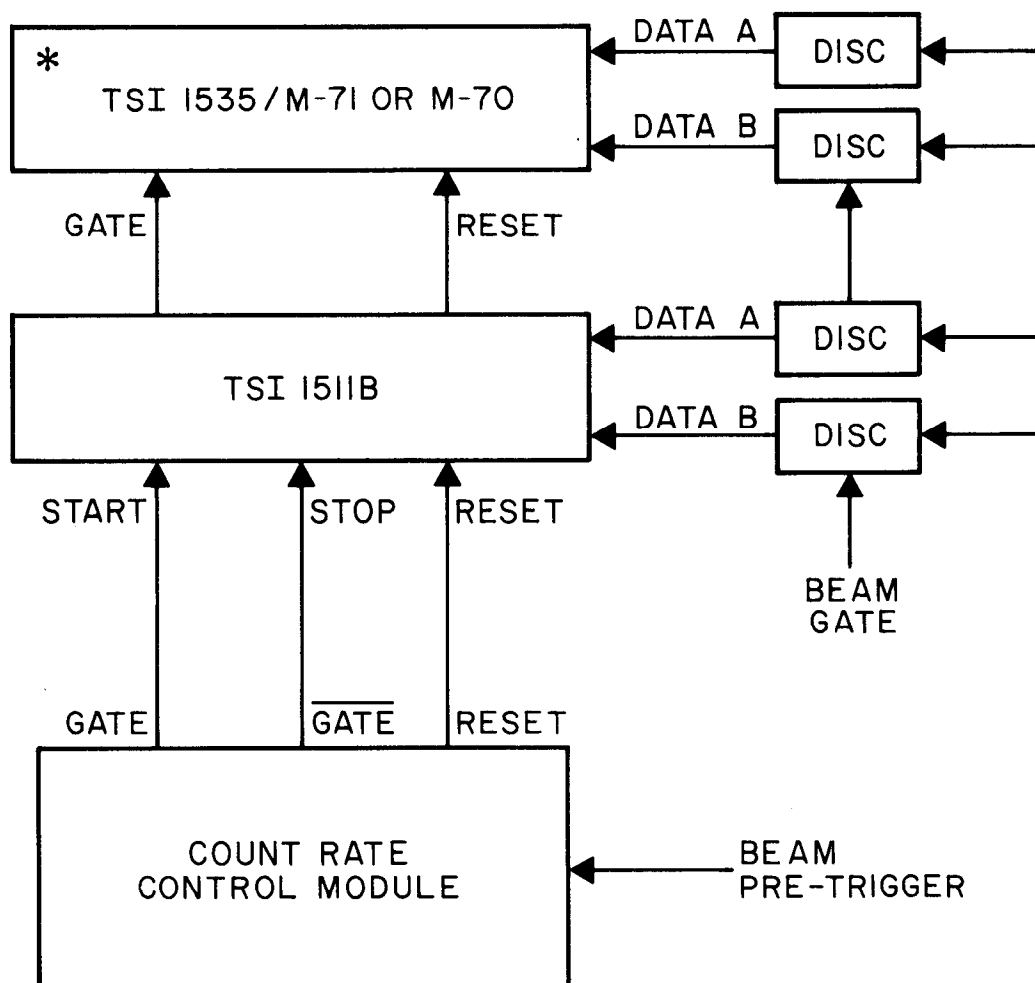 DATA A
DISC
*
TSI 1535/M-71 OR M-70
DATA B
DISC
GATE
RESET
DATA A
DISC
TSI 1511B
DATA B
DISC
START
STOP
RESET
BEAM
GATE
GATE
GATE
RESET
COUNT RATE
CONTROL MODULE
BEAM
PRE-TRIGGER